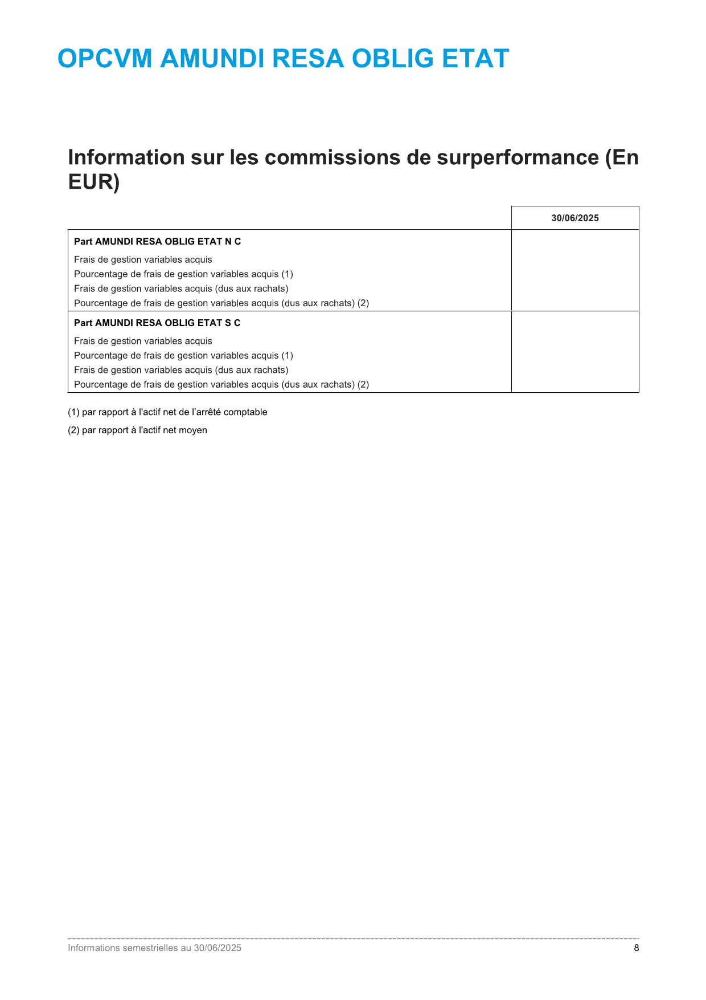 OPCVM AMUNDI RESA OBLIG ETAT
Information sur les commissions de surperformance (En
EUR)
30/06/2025
Part AMUNDI RESA OBLIG ETAT N C
Frais de gestion variables acquis
Pourcentage de frais de gestion variables acquis (1)
Frais de gestion variables acquis (dus aux rachats)
Pourcentage de frais de gestion variables acquis (dus aux rachats) (2)
Part AMUNDI RESA OBLIG ETAT S C
Frais de gestion variables acquis
Pourcentage de frais de gestion variables acquis (1)
Frais de gestion variables acquis (dus aux rachats)
Pourcentage de frais de gestion variables acquis (dus aux rachats) (2)
(1) par rapport à l'actif net de l’arrêté comptable
(2) par rapport à l'actif net moyen
Informations semestrielles au 30/06/2025 8